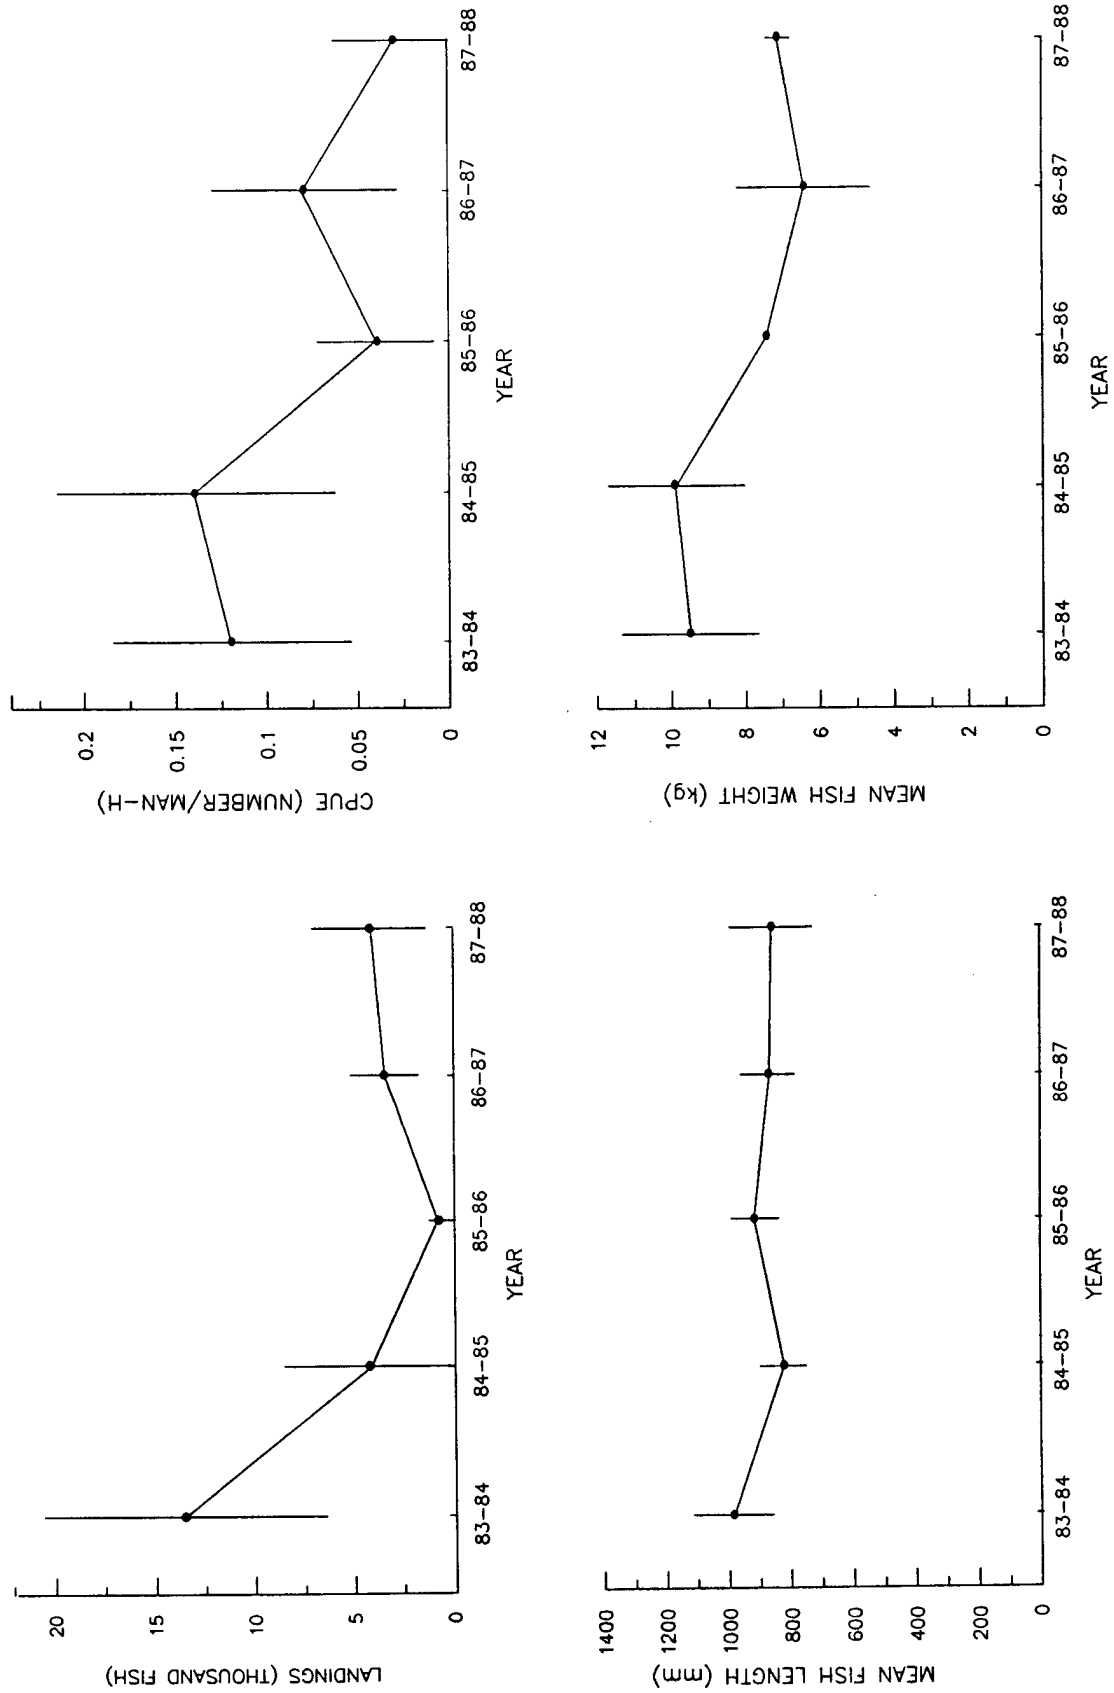 LANDINGS (THOUSAND FISH)
20
15
10
5
0
83-84 84-85 85-86 86-87 87-88
YEAR
CPUE (NUMBER/MAN-H)
0.2
0.15
0.1
0.05
0
83-84 84-85 85-86 86-87 87-88
YEAR
MEAN FISH LENGTH (mm)
1400
1200
1000
800
600
400
200
0
83-84 84-85 85-86 86-87 87-88
YEAR
MEAN FISH WEIGHT (kg)
12
10
8
6
4
2
0
83-84 84-85 85-86 86-87 87-88
YEAR